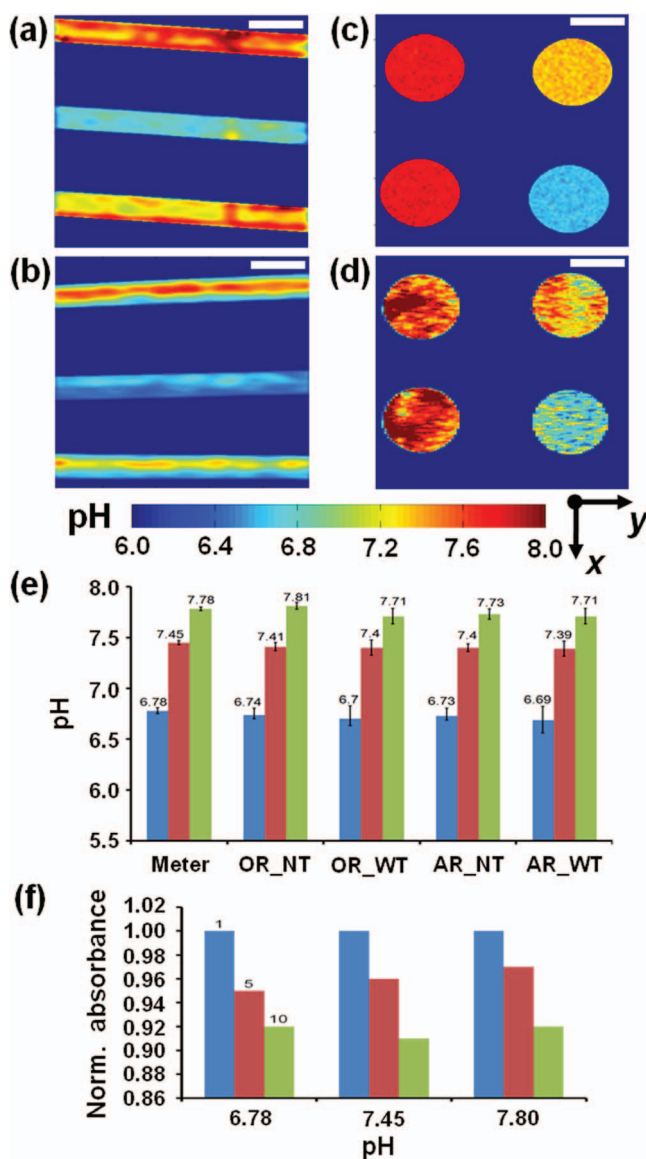 (a)
(c)
(b)
(d)
pH
6.0 6.4 6.8 7.2 7.6 8.0
y
x
(e)
8.0
7.5
7.0
6.5
6.0
5.5
pH
6.78 7.45 7.78
6.74 7.41 7.81
6.7 7.4 7.71
6.73 7.4 7.73
6.69 7.39 7.71
Meter OR_NT OR_WT AR_NT AR_WT
(f)
Norm. absorbance
1.02
1.00
0.98
0.96
0.94
0.92
0.90
0.88
0.86
1
5
10
6.78 7.45 7.80
pH